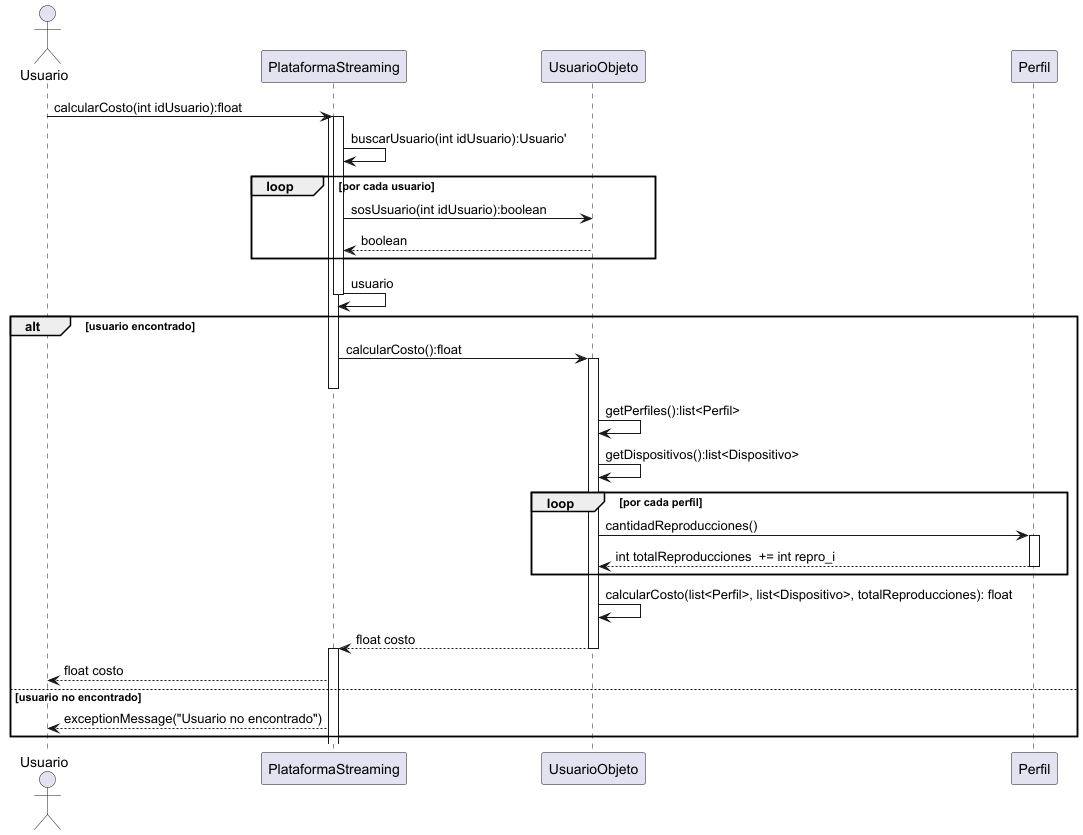 Usuario
PlataformaStreaming
UsuarioObjeto
Perfil
calcularCosto(int idUsuario):float
buscarUsuario(int idUsuario):Usuario'
loop
[por cada usuario]
sosUsuario(int idUsuario):boolean
boolean
usuario
alt
[usuario encontrado]
calcularCosto():float
getPerfiles():list<Perfil>
getDispositivos():list<Dispositivo>
loop
[por cada perfil]
cantidadReproducciones()
int totalReproducciones += int repro_i
calcularCosto(list<Perfil>, list<Dispositivo>, totalReproducciones): float
float costo
float costo
[usuario no encontrado]
exceptionMessage("Usuario no encontrado")
Usuario
PlataformaStreaming
UsuarioObjeto
Perfil